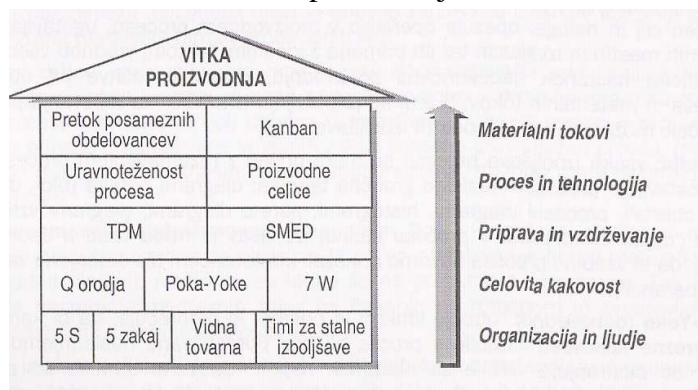 VITKA
PROIZVODNJA
Pretok posameznih
obdelovancev
Kanban
Materialni tokovi
Uravnoteženost
procesa
Proizvodne
celice
Proces in tehnologija
TPM
SMED
Priprava in vzdrževanje
Q orodja
Poka-Yoke
7 W
Celovita kakovost
5 S
5 zakaj
Vidna
tovarna
Timi za stalne
izboljšave
Organizacija in ljudje